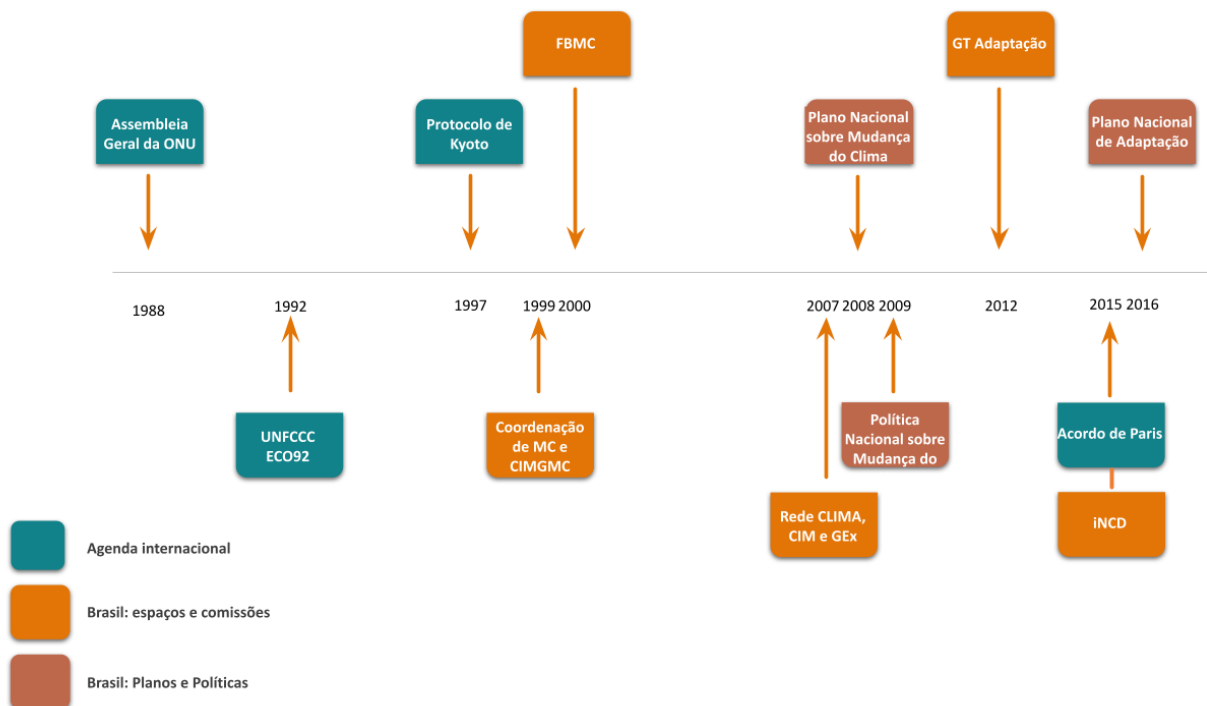 FBMC
GT Adaptação
Assembleia
Geral da ONU
Protocolo de
Kyoto
Plano Nacional
sobre Mudança
do Clima
Plano Nacional
de Adaptação
1988
1992
1997
1999 2000
2007 2008 2009
2012
2015 2016
UNFCCC
ECO92
Coordenação
de MC e
CIMGMC
Política
Nacional sobre
Mudança do
Acordo de Paris
Rede CLIMA,
CIM e GEx
iNCD
Agenda internacional
Brasil: espaços e comissões
Brasil: Planos e Políticas